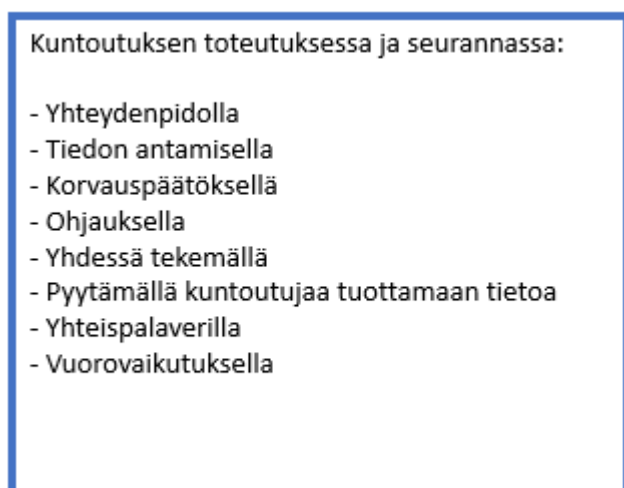 Kuntoutuksen toteutuksessa ja seurannassa:
- Yhteydenpidolla
- Tiedon antamisella
- Korvauspäätöksellä
- Ohjauksella
- Yhdessä tekemällä
- Pyytämällä kuntoutujaa tuottamaan tietoa
- Yhteispalaverilla
- Vuorovaikutuksella